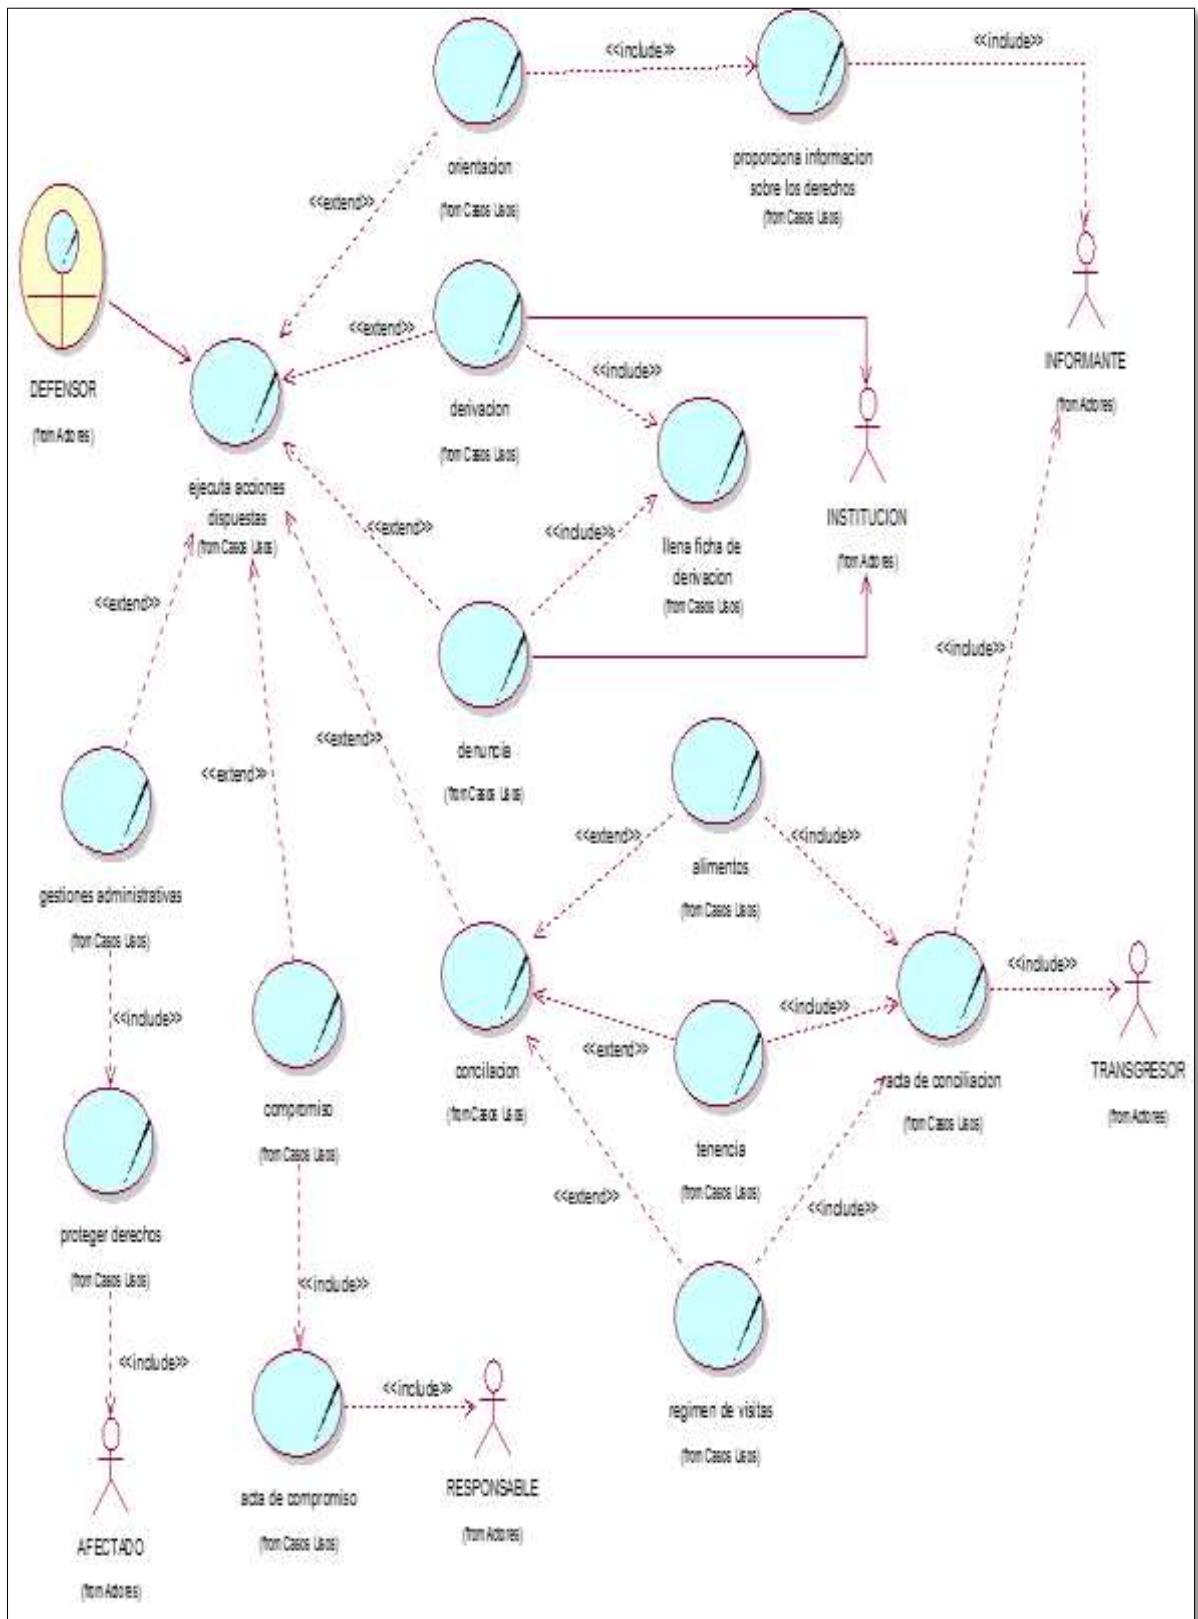 <<include>>
<<include>>
orientacion
(from Casos Usos)
proporciona informacion
sobre los derechos
(from Casos Usos)
<<extend>>
DEFENSOR
(from Actores)
<<extend>>
derivacion
(from Casos Usos)
<<include>>
INFORMANTE
(from Actores)
ejecuta acciones
dispuestas
(from Casos Usos)
<<extend>>
<<include>>
llena ficha de
derivacion
(from Casos Usos)
INSTITUCION
(from Actores)
<<extend>>
<<include>>
<<extend>>
<<extend>>
denuncia
(from Casos Usos)
<<extend>>
<<include>>
alimentos
(from Casos Usos)
gestiones administrativas
(from Casos Usos)
<<include>>
<<include>>
<<include>>
<<extend>>
concilacion
(from Casos Usos)
acta de conciliacion
(from Casos Usos)
TRANSGRESOR
(from Actores)
compromiso
(from Casos Usos)
tenencia
(from Casos Usos)
<<extend>>
<<include>>
proteger derechos
(from Casos Usos)
<<include>>
<<include>>
<<include>>
regimen de visitas
(from Casos Usos)
acta de compromiso
(from Casos Usos)
RESPONSABLE
(from Actores)
AFECTADO
(from Actores)